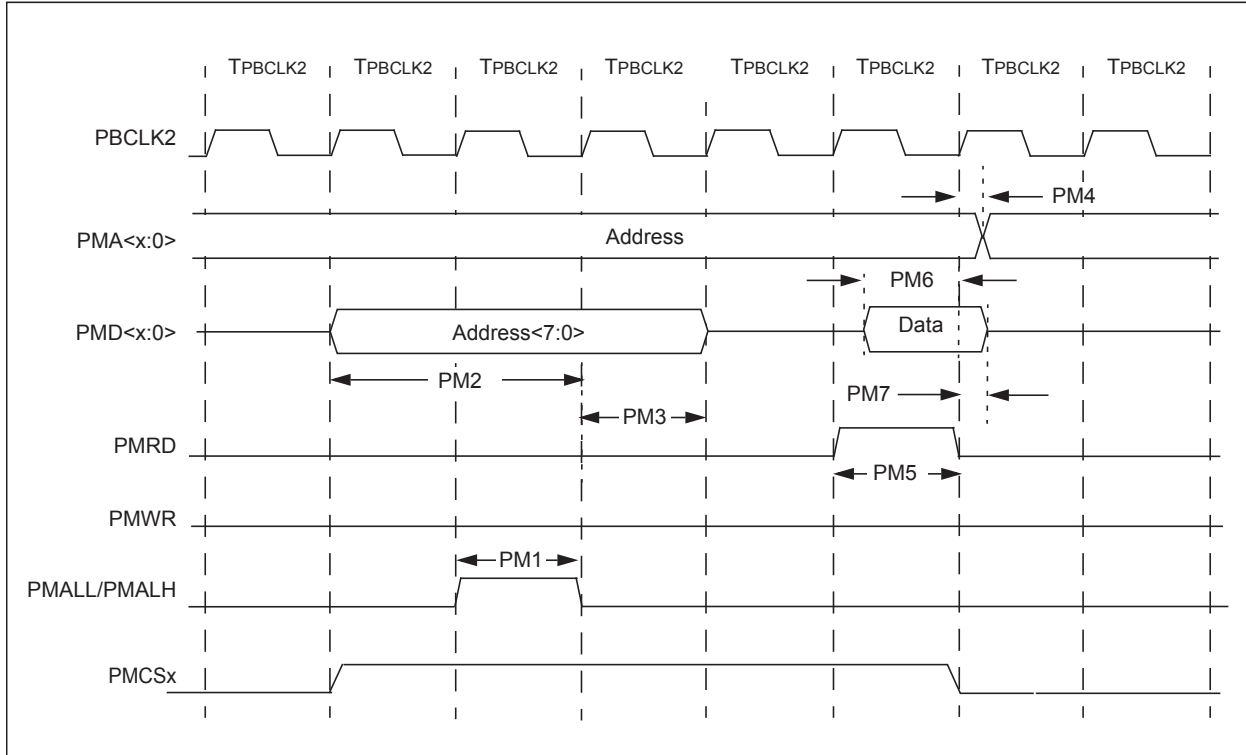 TPBCLK2 TPBCLK2 TPBCLK2 TPBCLK2 TPBCLK2 TPBCLK2 TPBCLK2 TPBCLK2
PBCLK2
PM4
PMA<x:0>
Address
PM6
PMD<x:0>
Address<7:0>
Data
PM2
PM7
PM3
PMRD
PM5
PMWR
PM1
PMALL/PMALH
PMCSx